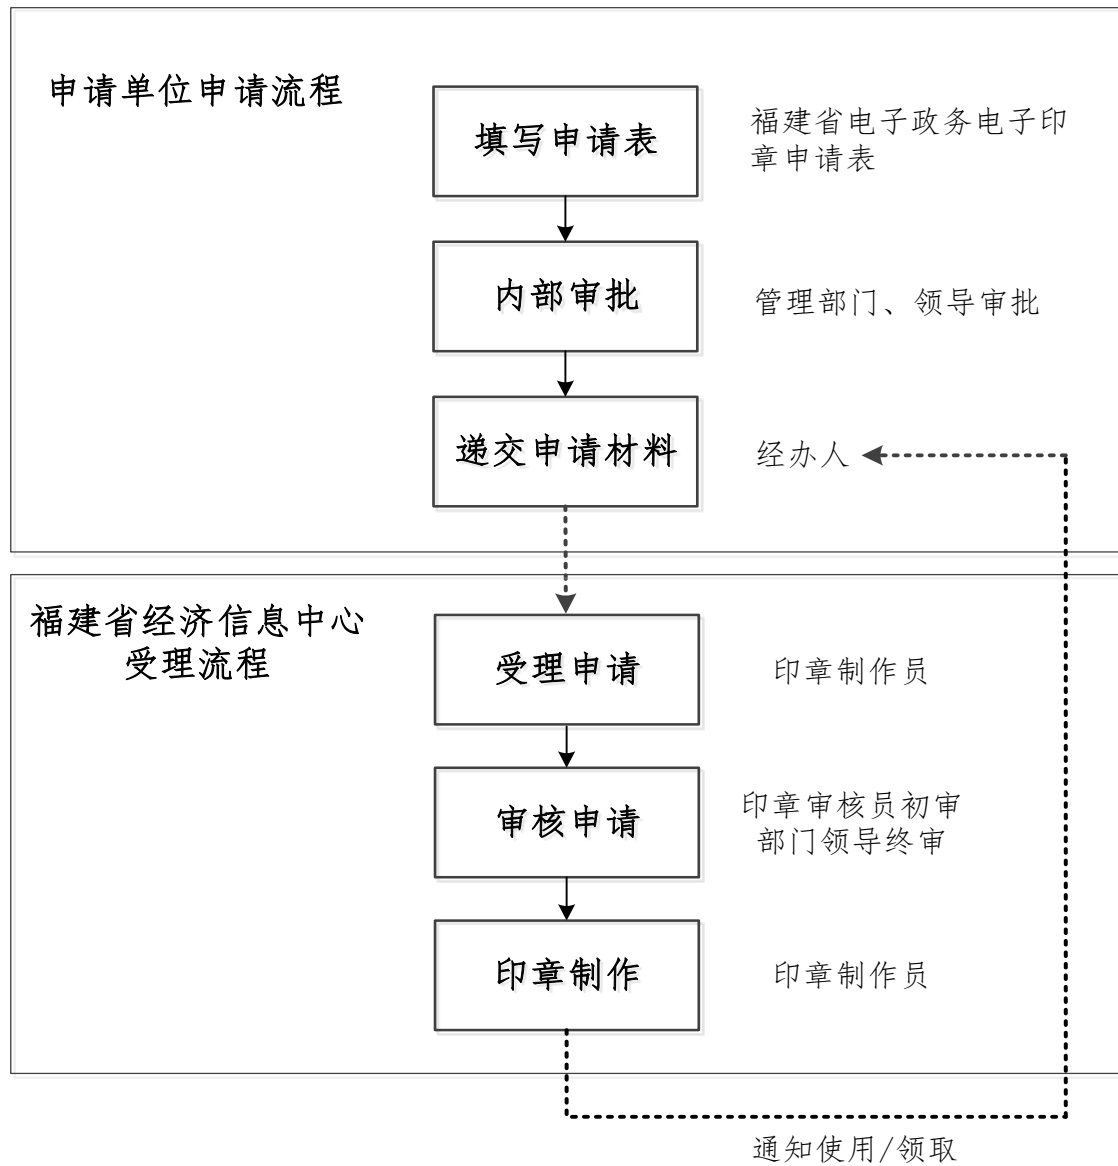 申请单位申请流程
填写申请表
福建省电子政务电子印
章申请表
内部审批
管理部门、领导审批
递交申请材料
经办人
福建省经济信息中心
受理流程
受理申请
印章制作员
审核申请
印章审核员初审
部门领导终审
印章制作
印章制作员
通知使用/领取